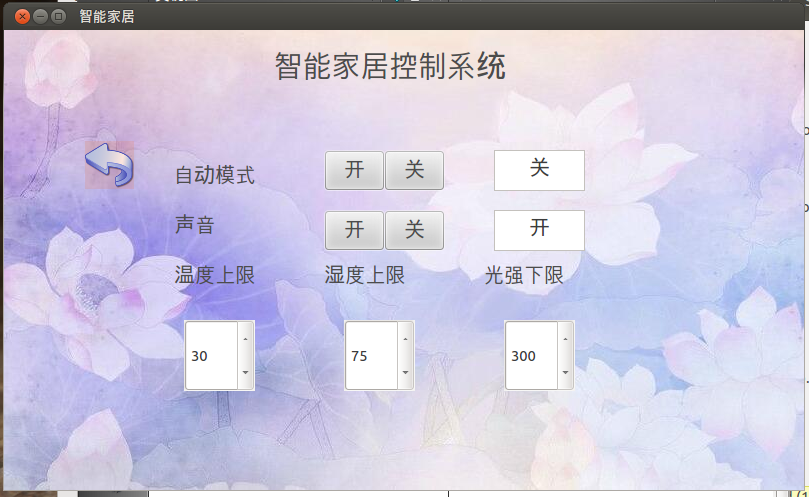 智能家居
智能家居控制系统
自动模式 开 关 关
声音 开 关 开
温度上限 湿度上限 光强下限
30 75 300